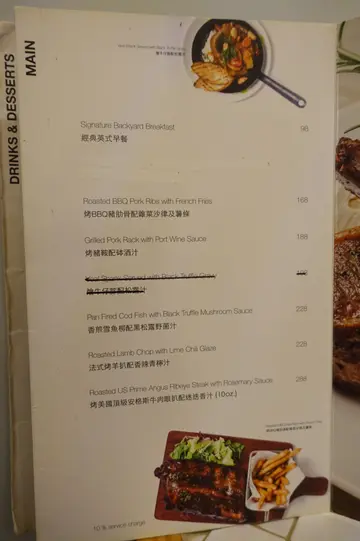 DRINKS & DESSERTS
MAIN
Signature Backyard Breakfast 98
經典英式早餐
Roasted BBQ Pork Ribs with French Fries 168
烤BBQ豬肋骨配雜菜沙律及薯條
Grilled Pork Rack with Port Wine Sauce 188
烤豬鞍配砵酒汁
Pan Fired Cod Fish with Black Truffle Mushroom Sauce 228
香煎雪魚柳配黑松露野菌汁
Roasted Lamb Chop with Lime Chili Glaze 228
法式烤羊扒配香辣青檸汁
Roasted US Prime Angus Ribeye Steak with Rosemary Sauce 288
烤美國頂級安格斯牛肉眼扒配迷迭香汁 (10oz.)
10 % service charge